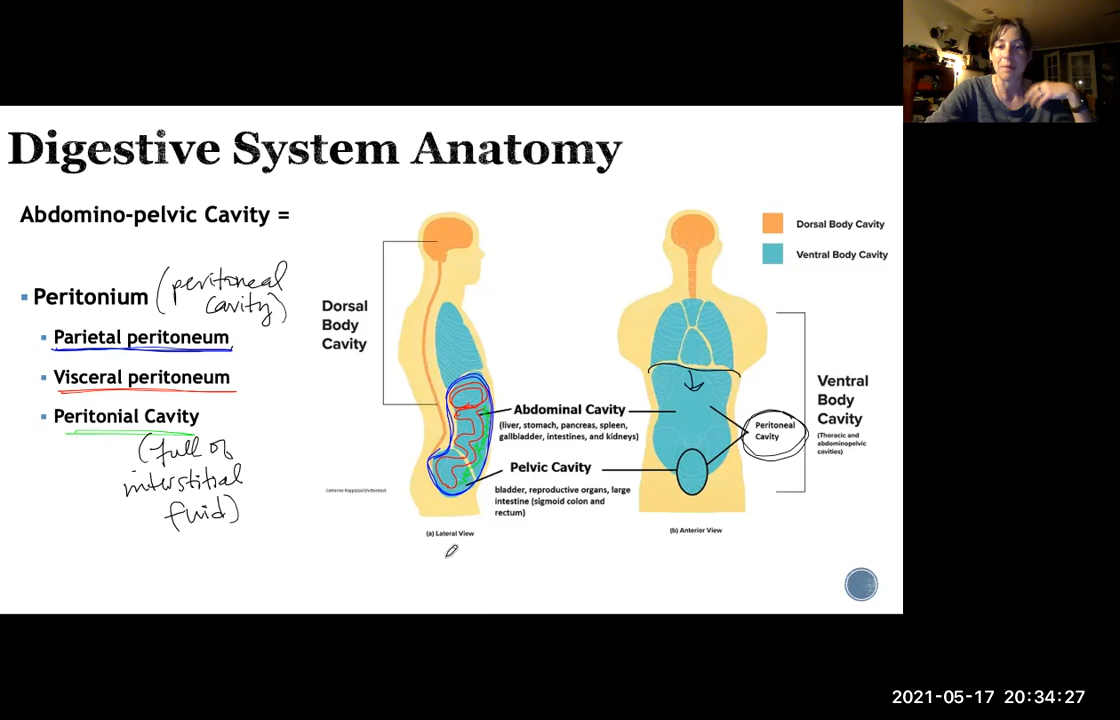 Digestive System Anatomy
Abdomino-pelvic Cavity =
Peritonium (peritoneal
cavity)
Parietal peritoneum
Visceral peritoneum
Peritonial Cavity
(full of
interstitial
fluid)
Dorsal
Body
Cavity
Abdominal Cavity
(liver, stomach, pancreas, spleen,
gallbladder, intestines, and kidneys)
Pelvic Cavity
bladder, reproductive organs, large
intestine (sigmoid colon and
rectum)
(a) Lateral View
Dorsal Body Cavity
Ventral Body Cavity
Peritoneal
Cavity
Ventral
Body
Cavity
(Thoracic and
abdominopelvic
cavities)
(b) Anterior View
2021-05-17 20:34:27